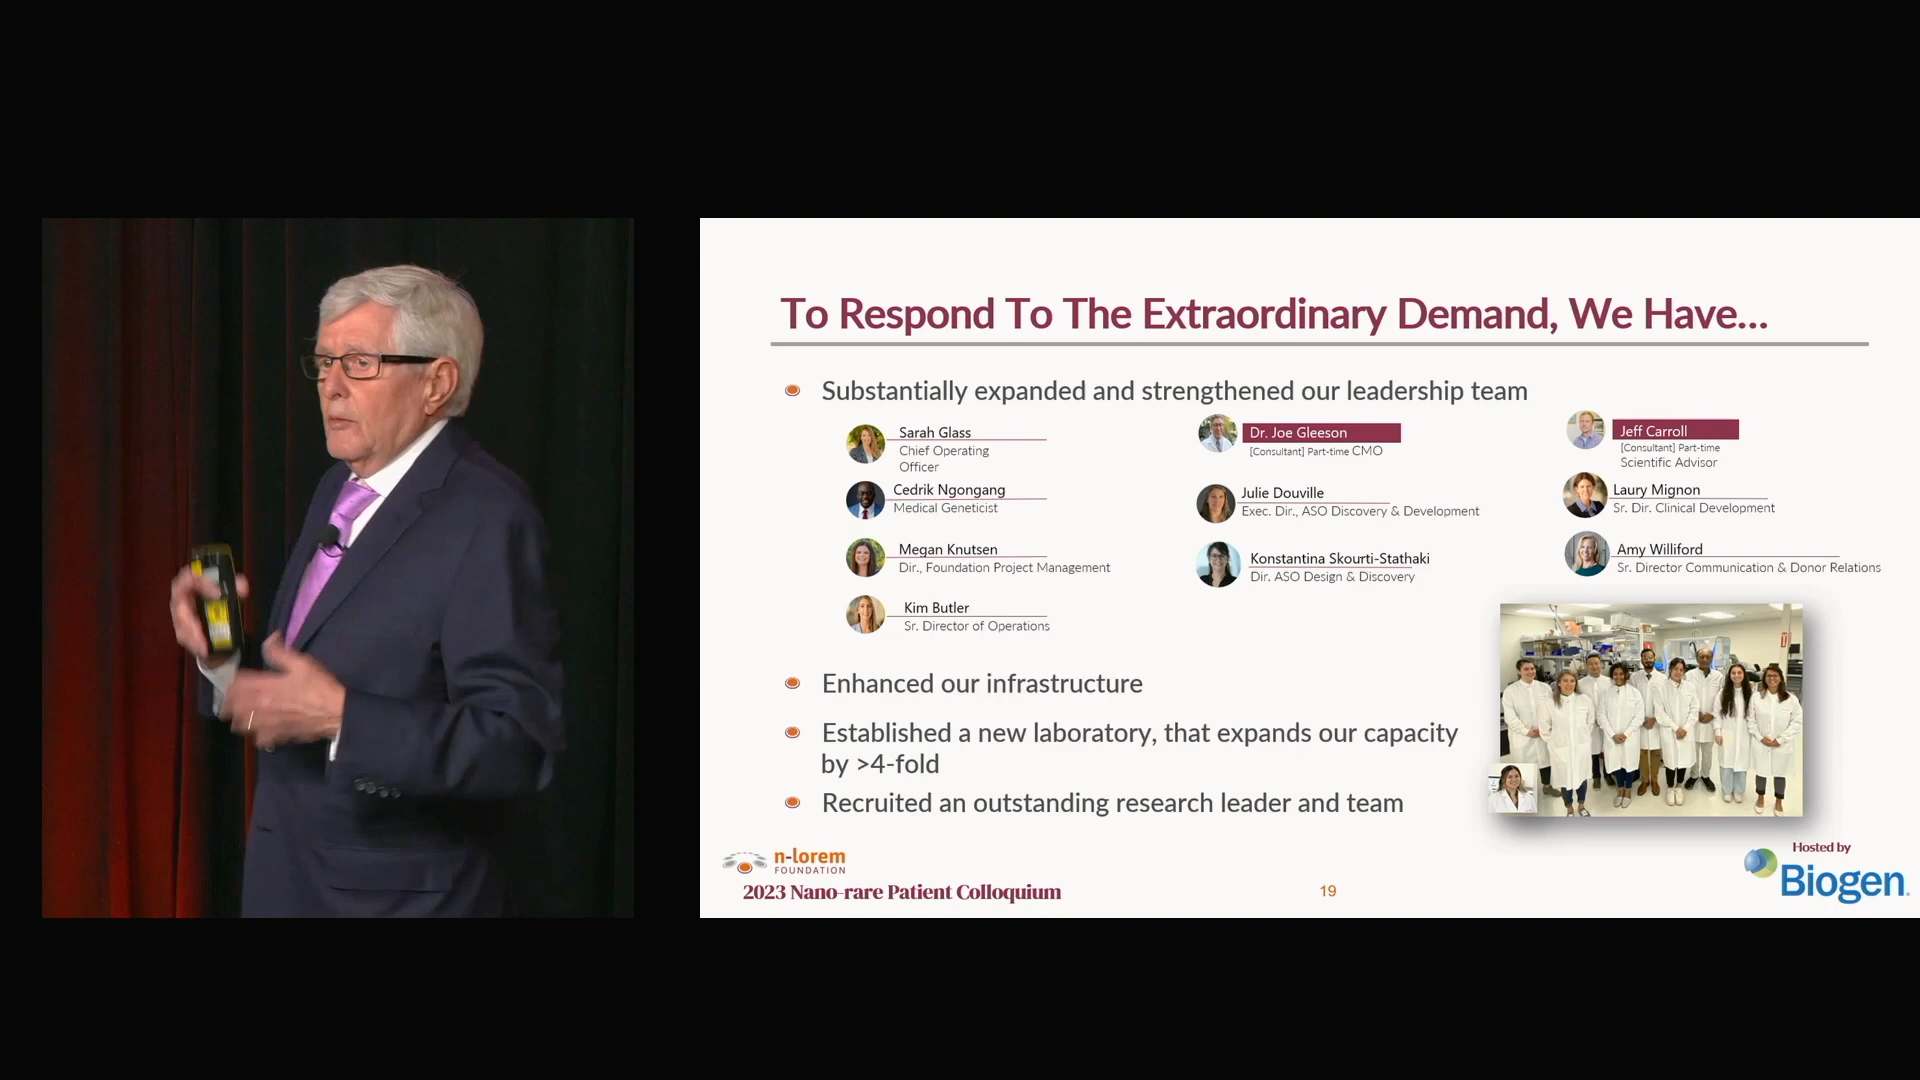 To Respond To The Extraordinary Demand, We Have...
Substantially expanded and strengthened our leadership team
Sarah Glass
Chief Operating
Officer
Cedrik Ngongang
Medical Geneticist
Megan Knutsen
Dir., Foundation Project Management
Kim Butler
Sr. Director of Operations
Dr. Joe Gleeson
[Consultant] Part-time CMO
Julie Douville
Exec. Dir., ASO Discovery & Development
Konstantina Skourti-Stathaki
Dir. ASO Design & Discovery
Jeff Carroll
[Consultant] Part-time
Scientific Advisor
Laury Mignon
Sr. Dir. Clinical Development
Amy Williford
Sr. Director Communication & Donor Relations
Enhanced our infrastructure
Established a new laboratory, that expands our capacity
by >4-fold
Recruited an outstanding research leader and team
n-lorem
FOUNDATION
2023 Nano-rare Patient Colloquium
19
Hosted by
Biogen.